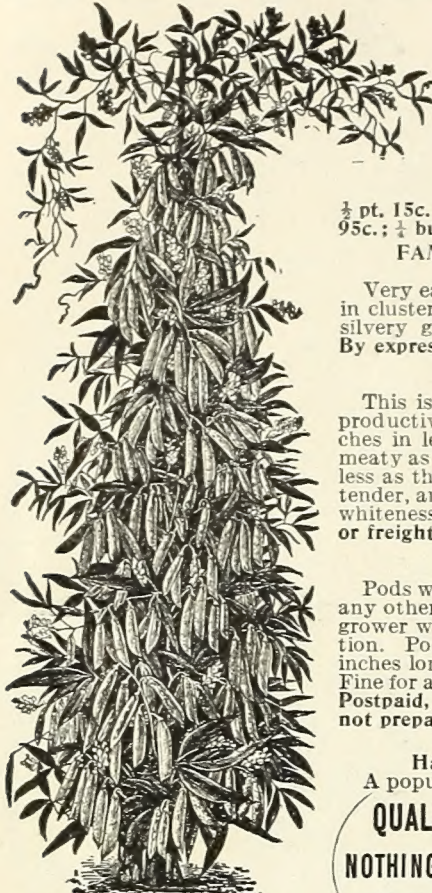 ½ pt. 15c.
95c.; ¼ bu
FAM
Very ea
in cluster
silvery g
By expres
This is
productiv
ches in le
meaty as
less as th
tender, an
whiteness
or freight
Pods w
any other
grower w
tion. Po
inches lon
Fine for a
Postpaid,
not prepa
Ha
A popu
QUAL
NOTHING